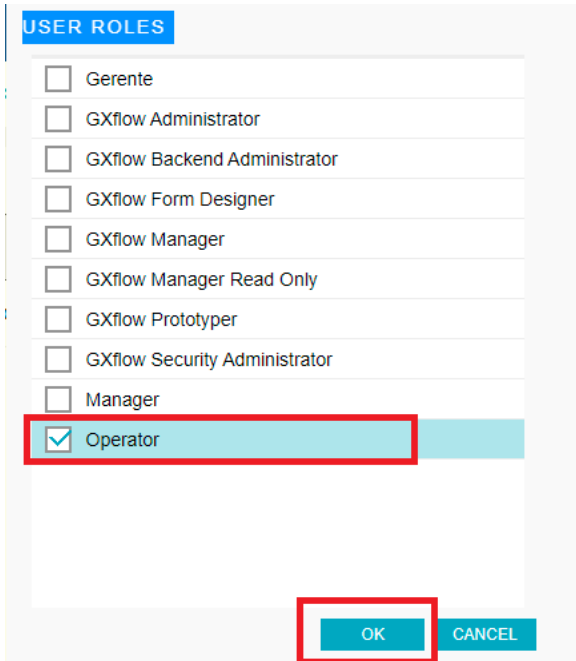 USER ROLES
Gerente
GXflow Administrator
GXflow Backend Administrator
GXflow Form Designer
GXflow Manager
GXflow Manager Read Only
GXflow Prototyper
GXflow Security Administrator
Manager
Operator
OK CANCEL